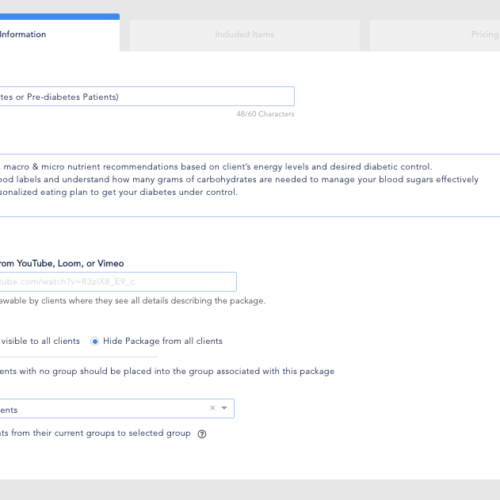 Information
Included Items
Pricing
tes or Pre-diabetes Patients)
48/60 Characters
macro & micro nutrient recommendations based on client's energy levels and desired diabetic control.
ood labels and understand how many grams of carbohydrates are needed to manage your blood sugars effectively
sonalized eating plan to get your diabetes under control.
rom YouTube, Loom, or Vimeo
tube.com/watch?v=R3zIX8_E9_c
ewable by clients where they see all details describing the package.
visible to all clients
Hide Package from all clients
ents with no group should be placed into the group associated with this package
ents
×
nts from their current groups to selected group ?